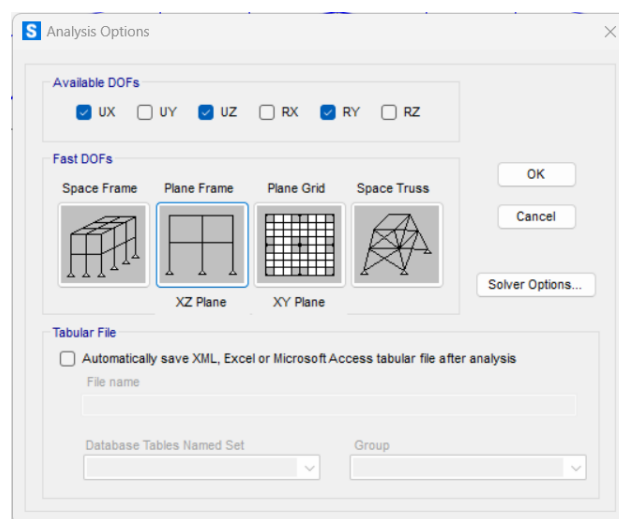 S Analysis Options
Available DOFs
UX UY UZ RX RY RZ
Fast DOFs
Space Frame Plane Frame Plane Grid Space Truss
XZ Plane XY Plane
OK
Cancel
Solver Options...
Tabular File
Automatically save XML, Excel or Microsoft Access tabular file after analysis
File name
Database Tables Named Set Group